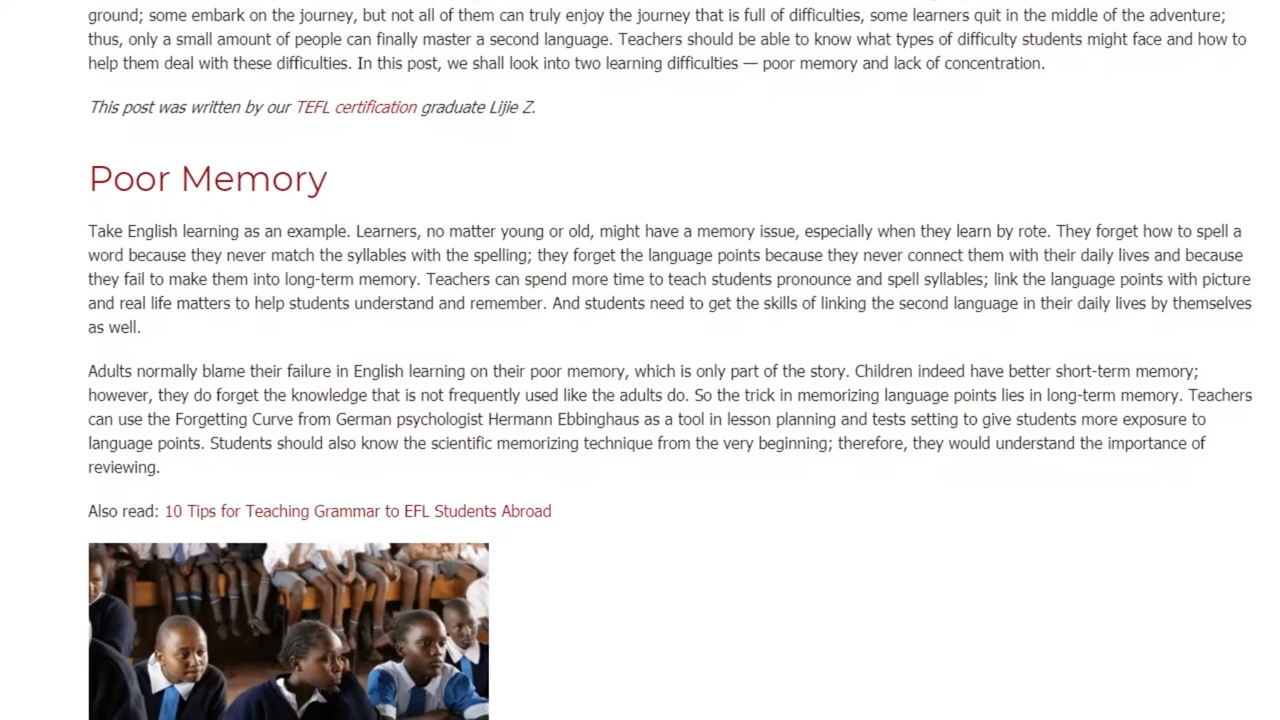 ground; some embark on the journey, but not all of them can truly enjoy the journey that is full of difficulties, some learners quit in the middle of the adventure;
thus, only a small amount of people can finally master a second language. Teachers should be able to know what types of difficulty students might face and how to
help them deal with these difficulties. In this post, we shall look into two learning difficulties — poor memory and lack of concentration.
This post was written by our TEFL certification graduate Lijie Z.
Poor Memory
Take English learning as an example. Learners, no matter young or old, might have a memory issue, especially when they learn by rote. They forget how to spell a
word because they never match the syllables with the spelling; they forget the language points because they never connect them with their daily lives and because
they fail to make them into long-term memory. Teachers can spend more time to teach students pronounce and spell syllables; link the language points with picture
and real life matters to help students understand and remember. And students need to get the skills of linking the second language in their daily lives by themselves
as well.
Adults normally blame their failure in English learning on their poor memory, which is only part of the story. Children indeed have better short-term memory;
however, they do forget the knowledge that is not frequently used like the adults do. So the trick in memorizing language points lies in long-term memory. Teachers
can use the Forgetting Curve from German psychologist Hermann Ebbinghaus as a tool in lesson planning and tests setting to give students more exposure to
language points. Students should also know the scientific memorizing technique from the very beginning; therefore, they would understand the importance of
reviewing.
Also read: 10 Tips for Teaching Grammar to EFL Students Abroad